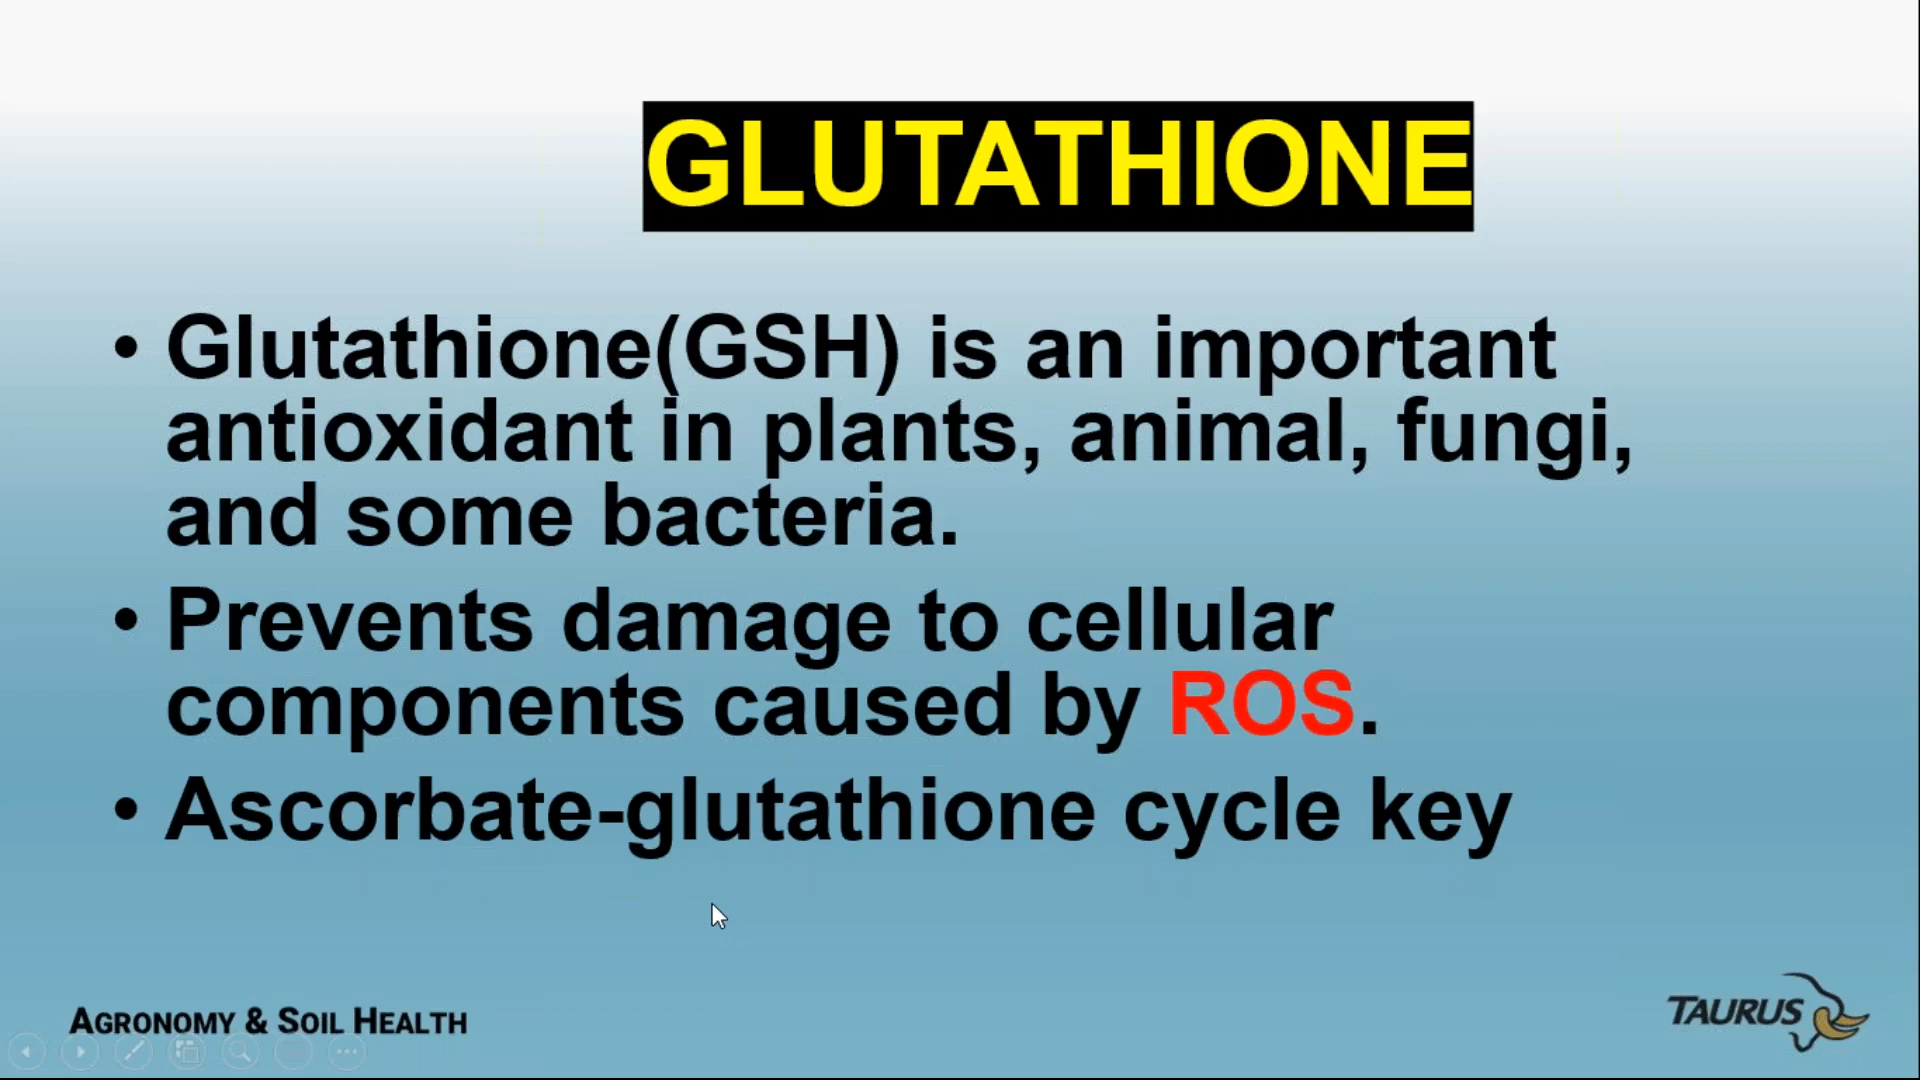 GLUTATHIONE
• Glutathione(GSH) is an important
antioxidant in plants, animal, fungi,
and some bacteria.
• Prevents damage to cellular
components caused by ROS.
• Ascorbate-glutathione cycle key
AGRONOMY & SOIL HEALTH
TAURUS